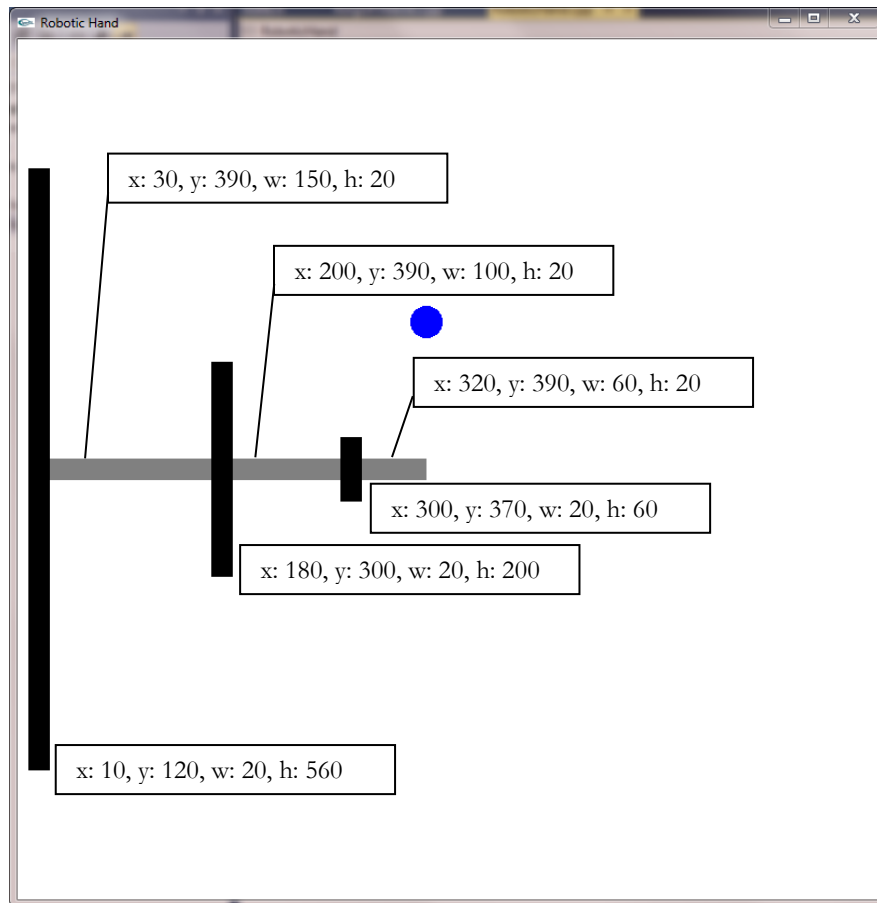 Robotic Hand
x: 30, y: 390, w: 150, h: 20
x: 200, y: 390, w: 100, h: 20
x: 320, y: 390, w: 60, h: 20
x: 300, y: 370, w: 20, h: 60
x: 180, y: 300, w: 20, h: 200
x: 10, y: 120, w: 20, h: 560